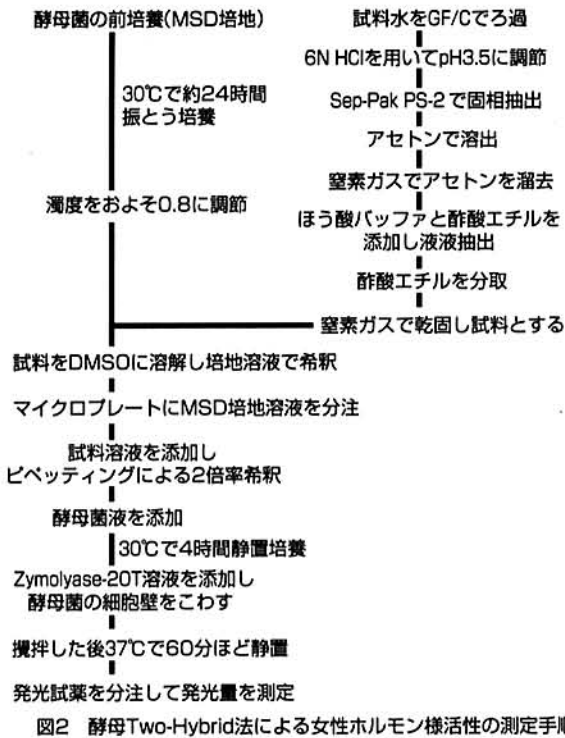 酵母菌の前培養(MSD培地)
30℃で約24時間
振とう培養
濁度をおよそ0.8に調節
試料水をGF/Cでろ過
6N HClを用いてpH3.5に調節
Sep-Pak PS-2で固相抽出
アセトンで溶出
窒素ガスでアセトンを溜去
ほう酸バッファと酢酸エチルを
添加し液液抽出
酢酸エチルを分取
窒素ガスで乾固し試料とする
試料をDMSOに溶解し培地溶液で希釈
マイクロプレートにMSD培地溶液を分注
試料溶液を添加し
ピペッティングによる2倍率希釈
酵母菌液を添加
30℃で4時間静置培養
Zymolyase-20T溶液を添加し
酵母菌の細胞壁をこわす
攪拌した後37℃で60分ほど静置
発光試薬を分注して発光量を測定
図2 酵母Two-Hybrid法による女性ホルモン様活性の測定手